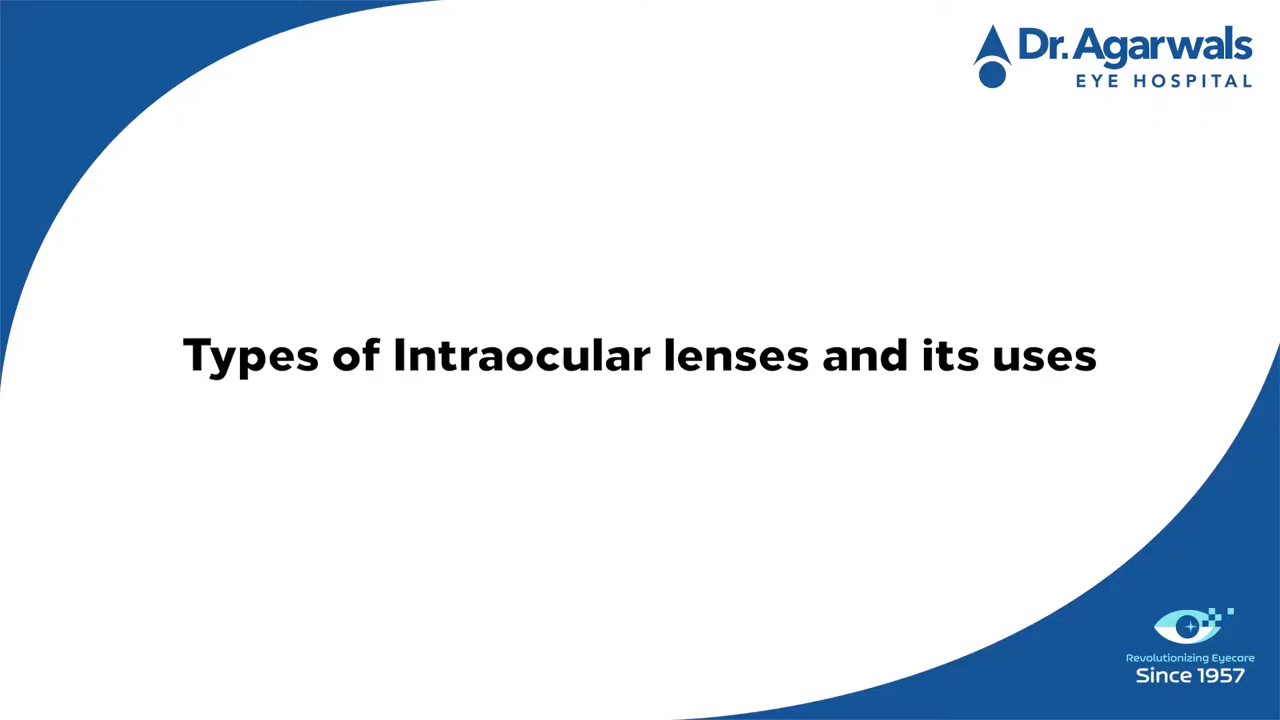 Dr. Agarwals
EYE HOSPITAL
Types of Intraocular lenses and its uses
Revolutionizing Eyecare
Since 1957